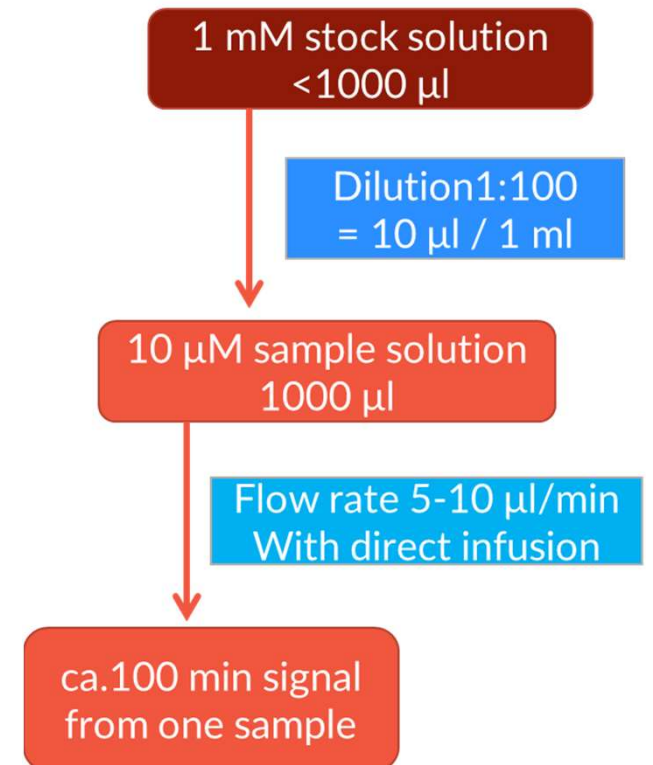 1 mM stock solution
<1000 µl
Dilution1:100
= 10 µl / 1 ml
10 µM sample solution
1000 µl
Flow rate 5-10 µl/min
With direct infusion
ca.100 min signal
from one sample